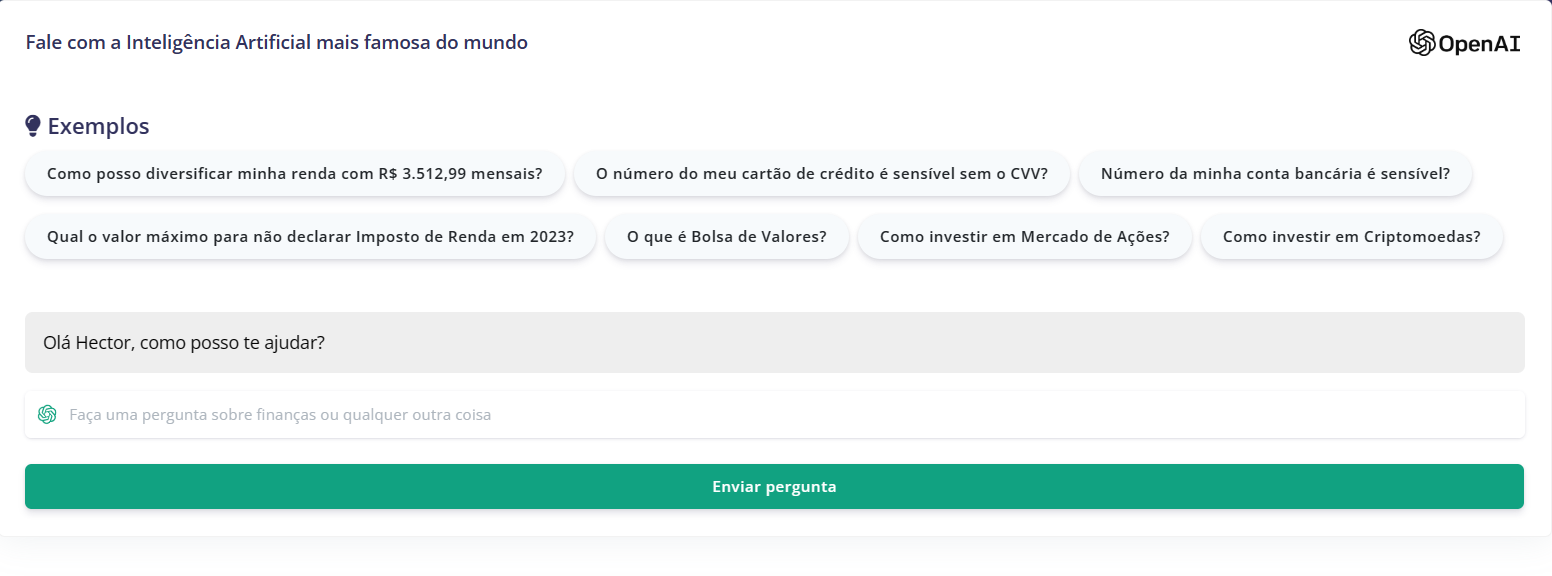 Fale com a Inteligência Artificial mais famosa do mundo
OpenAI
Exemplos
Como posso diversificar minha renda com R$ 3.512,99 mensais?
O número do meu cartão de crédito é sensível sem o CVV?
Número da minha conta bancária é sensível?
Qual o valor máximo para não declarar Imposto de Renda em 2023?
O que é Bolsa de Valores?
Como investir em Mercado de Ações?
Como investir em Criptomoedas?
Olá Hector, como posso te ajudar?
Faça uma pergunta sobre finanças ou qualquer outra coisa
Enviar pergunta